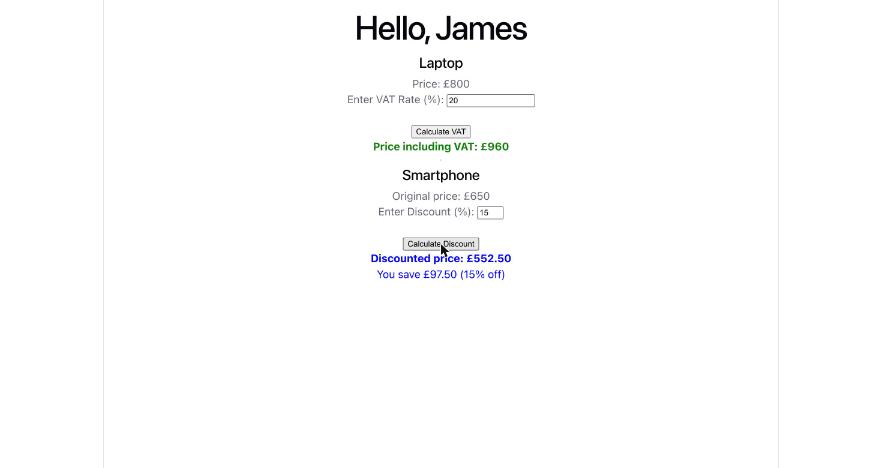 Hello, James
Laptop
Price: £800
Enter VAT Rate (%): 20
Calculate VAT
Price including VAT: £960
Smartphone
Original price: £650
Enter Discount (%): 15
Calculate Discount
Discounted price: £552.50
You save £97.50 (15% off)